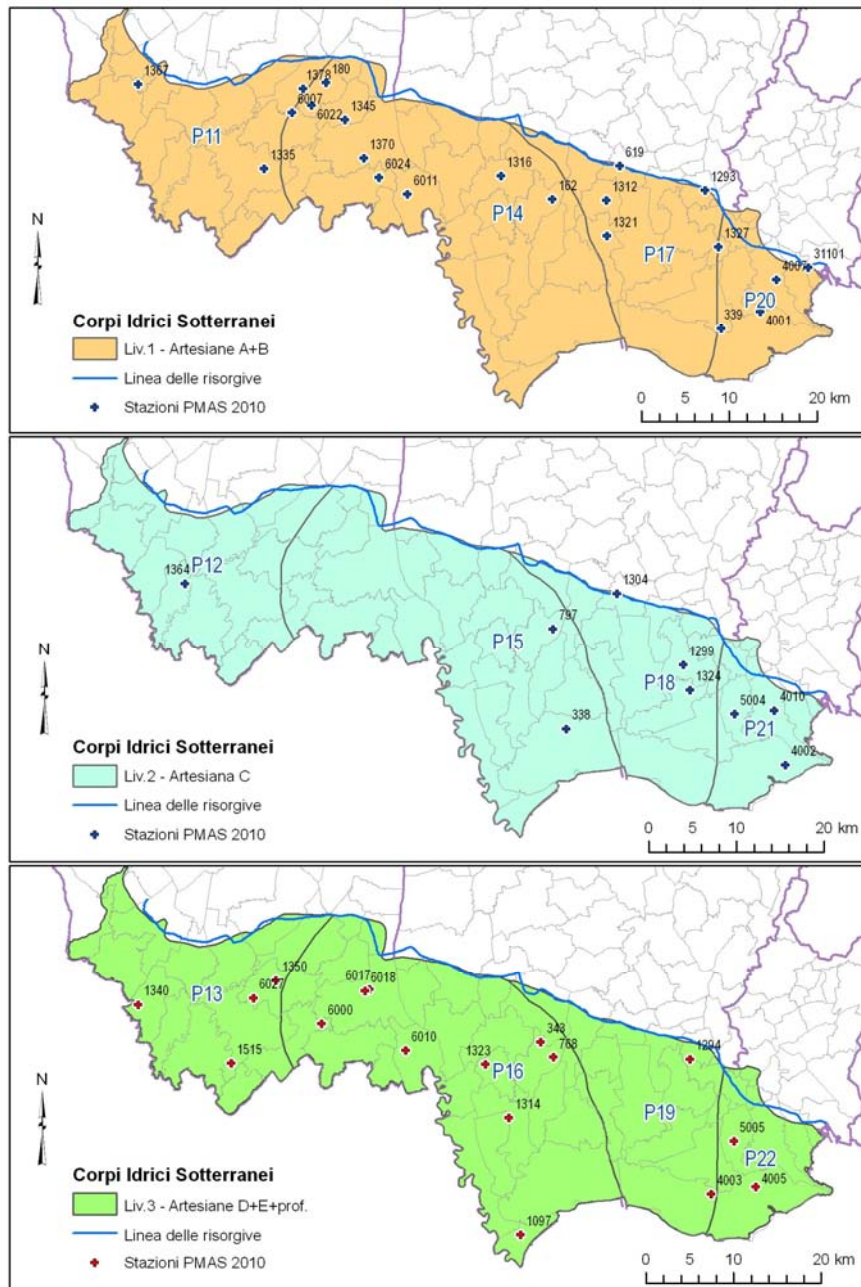 1367
1378
180
6007
6022
1345
P11
1335
1370
6024
6011
1316
P14
162
619
1312
1321
1293
P17
1327
4007
31101
P20
339
4001
N
Corpi Idrici Sotterranei
Liv.1 - Artesiane A+B
Linea delle risorgive
Stazioni PMAS 2010
0 5 10 20 km
P12
1364
1304
P15
797
1299
P18
1324
338
5004
4010
P21
4002
N
Corpi Idrici Sotterranei
Liv.2 - Artesiana C
Linea delle risorgive
Stazioni PMAS 2010
0 5 10 20 km
P13
1350
1340
6027
6017
6018
6000
1515
6010
343
1323
768
P16
1294
1314
P19
5005
P22
4003
4005
1097
N
Corpi Idrici Sotterranei
Liv.3 - Artesiane D+E+prof.
Linea delle risorgive
Stazioni PMAS 2010
0 5 10 20 km